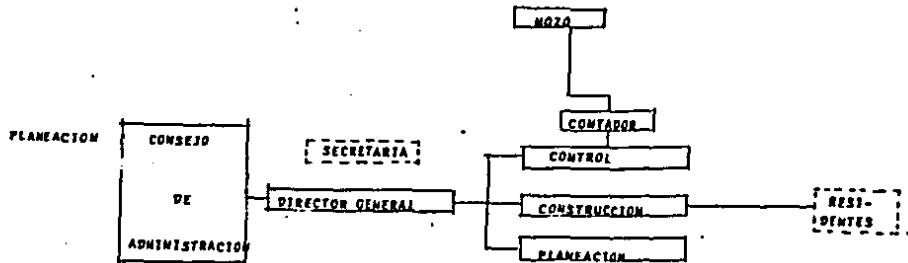 MOZO
CONTADOR
PLANEACION
CONSEJO
DE
ADMINISTRACION
SECRETARIA
DIRECTOR GENERAL
CONTROL
CONSTRUCCION
PLANEACION
RESI-
DENTES